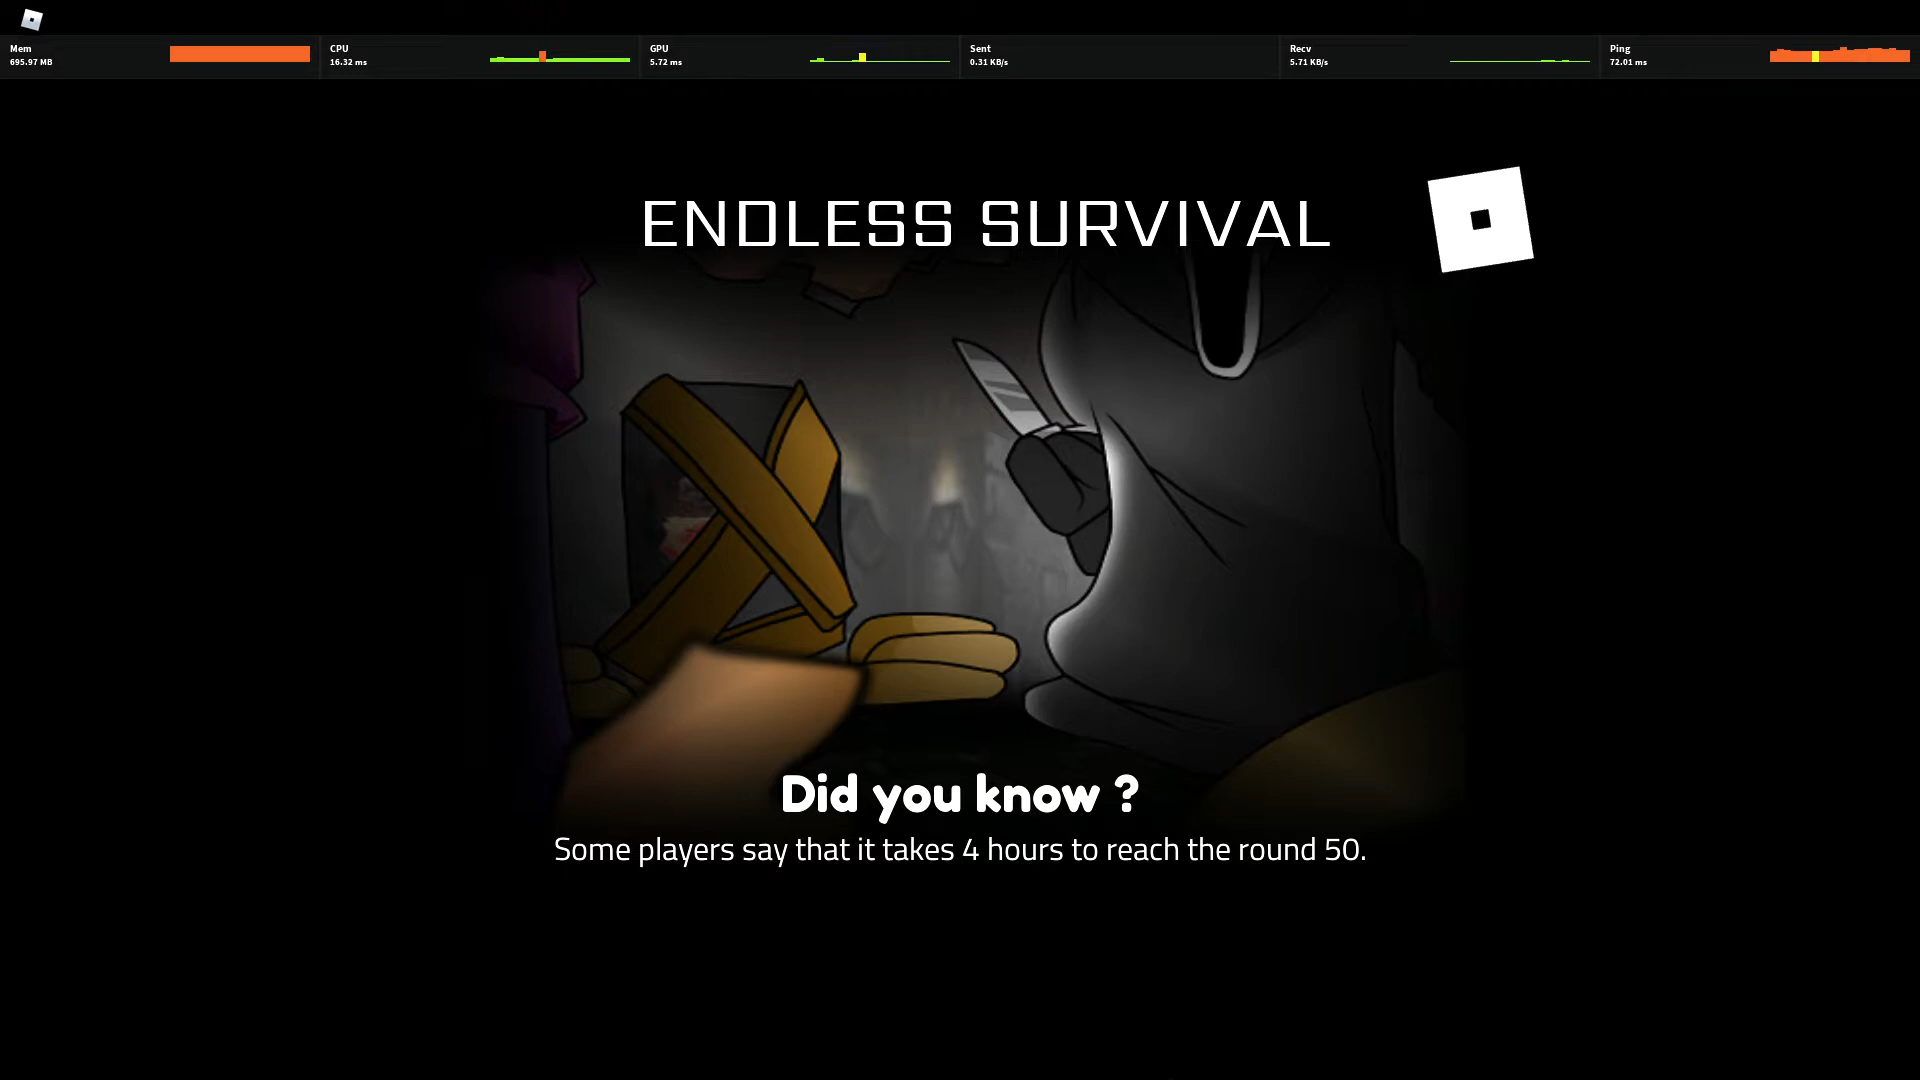 Mem
695.97 MB
CPU
16.32 ms
GPU
5.72 ms
Sent
0.31 KB/s
Recv
5.71 KB/s
Ping
72.01 ms
ENDLESS SURVIVAL
Did you know ?
Some players say that it takes 4 hours to reach the round 50.